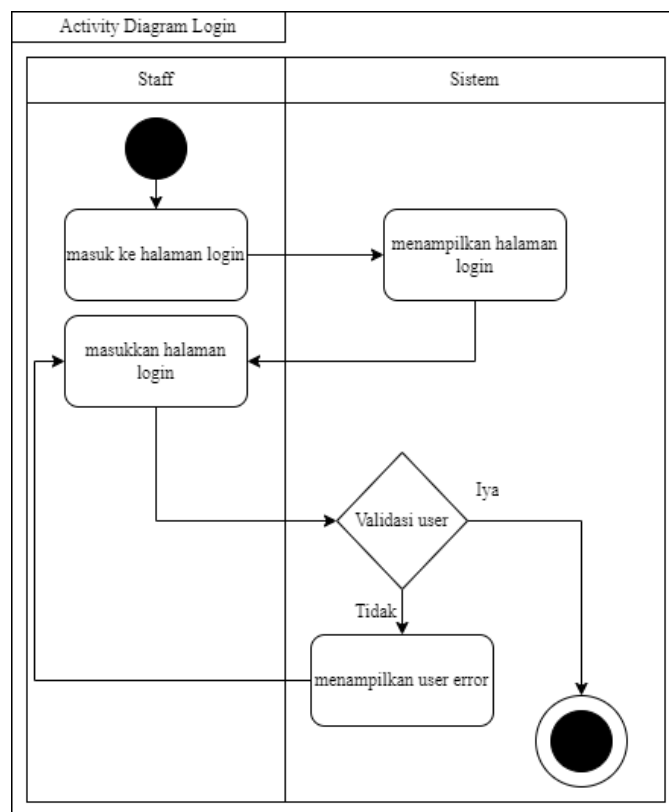 Activity Diagram Login
Staff
Sistem
masuk ke halaman login
menampilkan halaman
login
masukkan halaman
login
Validasi user
Iya
Tidak
menampilkan user error